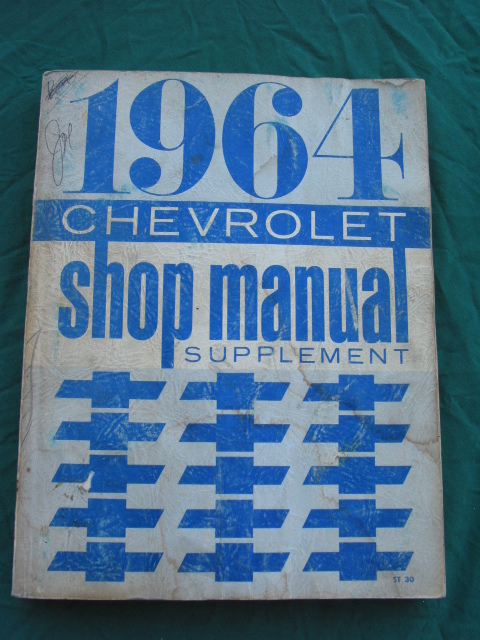 1964
CHEVROLET
shop manual
SUPPLEMENT
ST 30